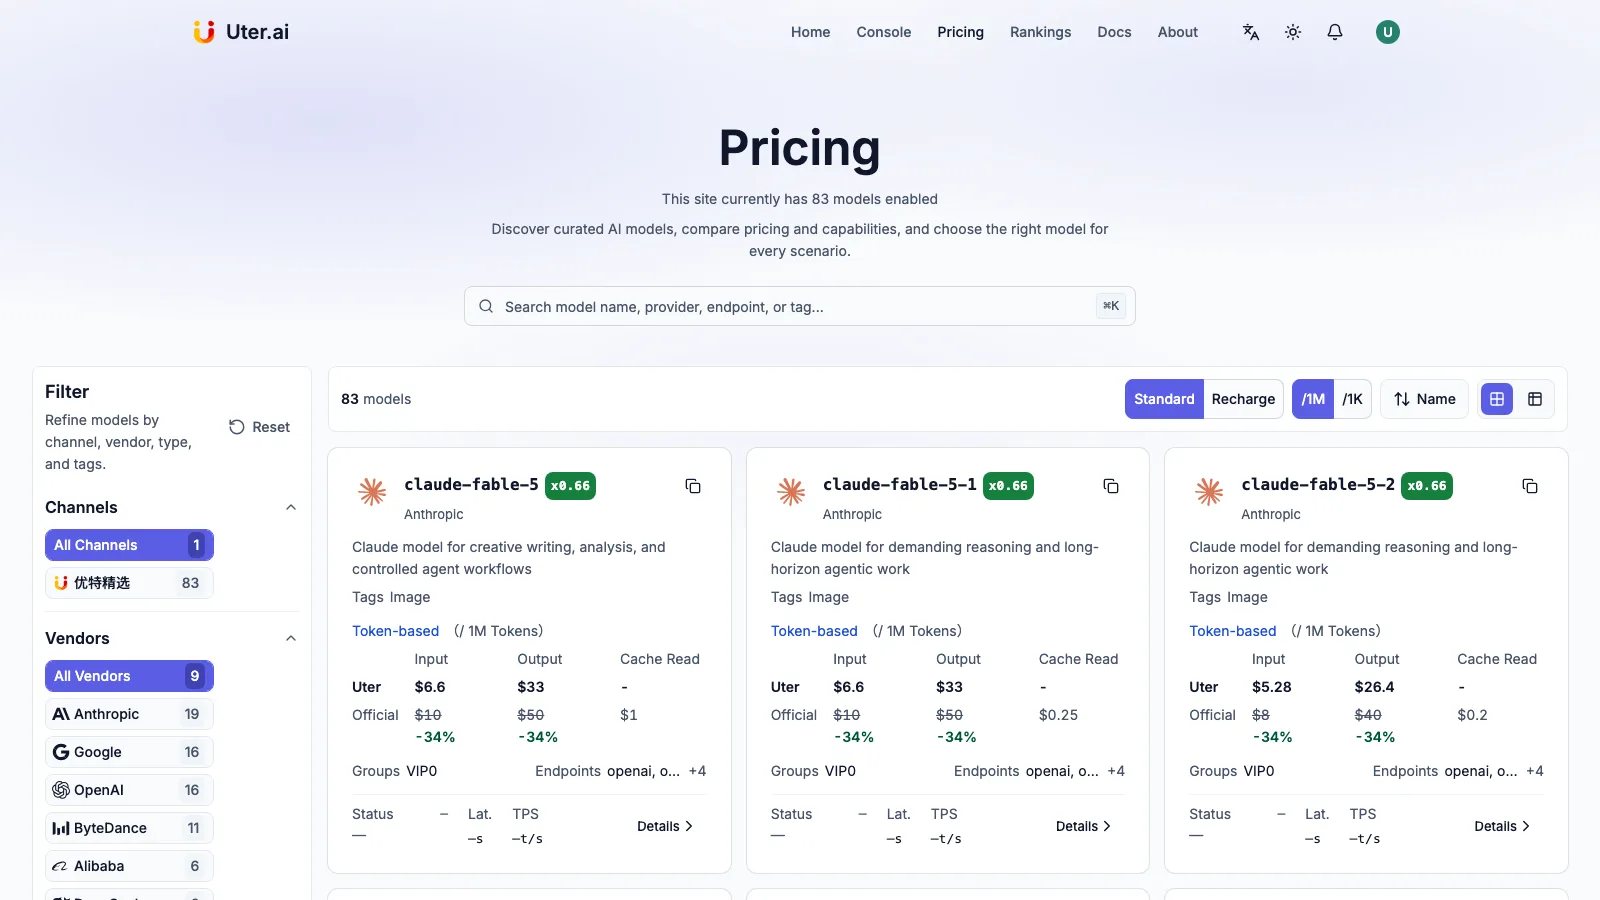 Uter.ai
Home Console Pricing Rankings Docs About U
Pricing
This site currently has 83 models enabled
Discover curated AI models, compare pricing and capabilities, and choose the right model for
every scenario.
Search model name, provider, endpoint, or tag... ⌘K
Filter
Refine models by
channel, vendor, type,
and tags.
Reset
Channels
All Channels 1
优特精选 83
Vendors
All Vendors 9
Anthropic 19
Google 16
OpenAI 16
ByteDance 11
Alibaba 6
83 models
Standard Recharge /1M /1K Name
claude-fable-5 x0.66
Anthropic
Claude model for creative writing, analysis, and
controlled agent workflows
Tags Image
Token-based (/ 1M Tokens)
Input Output Cache Read
Uter $6.6 $33 -
Official $10 $50 $1
-34% -34%
Groups VIP0 Endpoints openai, o... +4
Status – Lat. TPS
— –s –t/s
Details
claude-fable-5-1 x0.66
Anthropic
Claude model for demanding reasoning and long-
horizon agentic work
Tags Image
Token-based (/ 1M Tokens)
Input Output Cache Read
Uter $6.6 $33 -
Official $10 $50 $0.25
-34% -34%
Groups VIP0 Endpoints openai, o... +4
Status – Lat. TPS
— –s –t/s
Details
claude-fable-5-2 x0.66
Anthropic
Claude model for demanding reasoning and long-
horizon agentic work
Tags Image
Token-based (/ 1M Tokens)
Input Output Cache Read
Uter $5.28 $26.4 -
Official $8 $40 $0.2
-34% -34%
Groups VIP0 Endpoints openai, o... +4
Status – Lat. TPS
— –s –t/s
Details